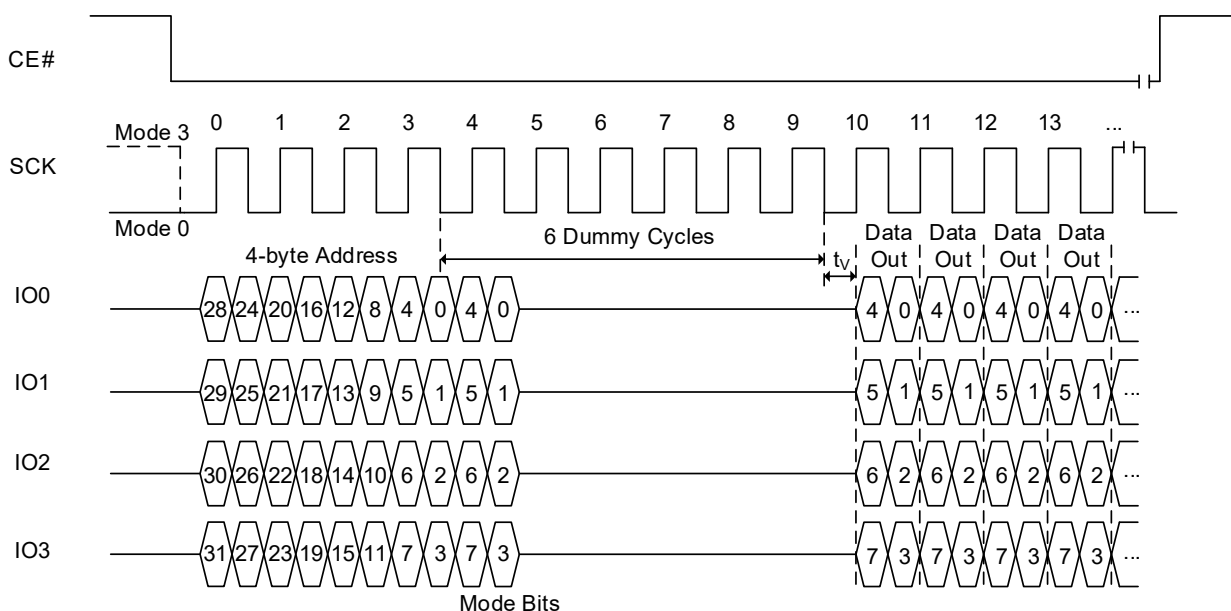 CE#
0 1 2 3 4 5 6 7 8 9 10 11 12 13 ...
Mode 3
SCK
Mode 0
6 Dummy Cycles
Data Out Data Out Data Out Data Out
4-byte Address
tV
IO0 28 24 20 16 12 8 4 0 4 0 4 0 4 0 4 0 4 0 ...
IO1 29 25 21 17 13 9 5 1 5 1 5 1 5 1 5 1 5 1 ...
IO2 30 26 22 18 14 10 6 2 6 2 6 2 6 2 6 2 6 2 ...
IO3 31 27 23 19 15 11 7 3 7 3 7 3 7 3 7 3 7 3 ...
Mode Bits